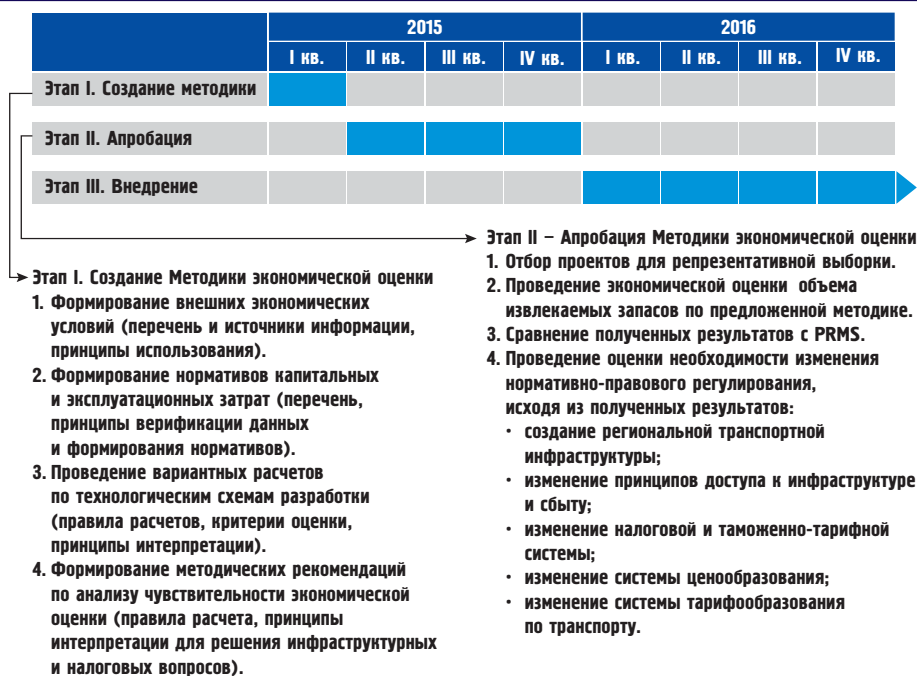 2015 2016
I кв. II кв. III кв. IV кв. I кв. II кв. III кв. IV кв.
Этап I. Создание методики
Этап II. Апробация
Этап III. Внедрение
Этап I. Создание Методики экономической оценки
1. Формирование внешних экономических
условий (перечень и источники информации,
принципы использования).
2. Формирование нормативов капитальных
и эксплуатационных затрат (перечень,
принципы верификации данных
и формирования нормативов).
3. Проведение вариантных расчетов
по технологическим схемам разработки
(правила расчетов, критерии оценки,
принципы интерпретации).
4. Формирование методических рекомендаций
по анализу чувствительности экономической
оценки (правила расчета, принципы
интерпретации для решения инфраструктурных
и налоговых вопросов).
Этап II – Апробация Методики экономической оценки
1. Отбор проектов для репрезентативной выборки.
2. Проведение экономической оценки объема
извлекаемых запасов по предложенной методике.
3. Сравнение полученных результатов с PRMS.
4. Проведение оценки необходимости изменения
нормативно-правового регулирования,
исходя из полученных результатов:
• создание региональной транспортной
инфраструктуры;
• изменение принципов доступа к инфраструктуре
и сбыту;
• изменение налоговой и таможенно-тарифной
системы;
• изменение системы ценообразования;
• изменение системы тарифообразования
по транспорту.